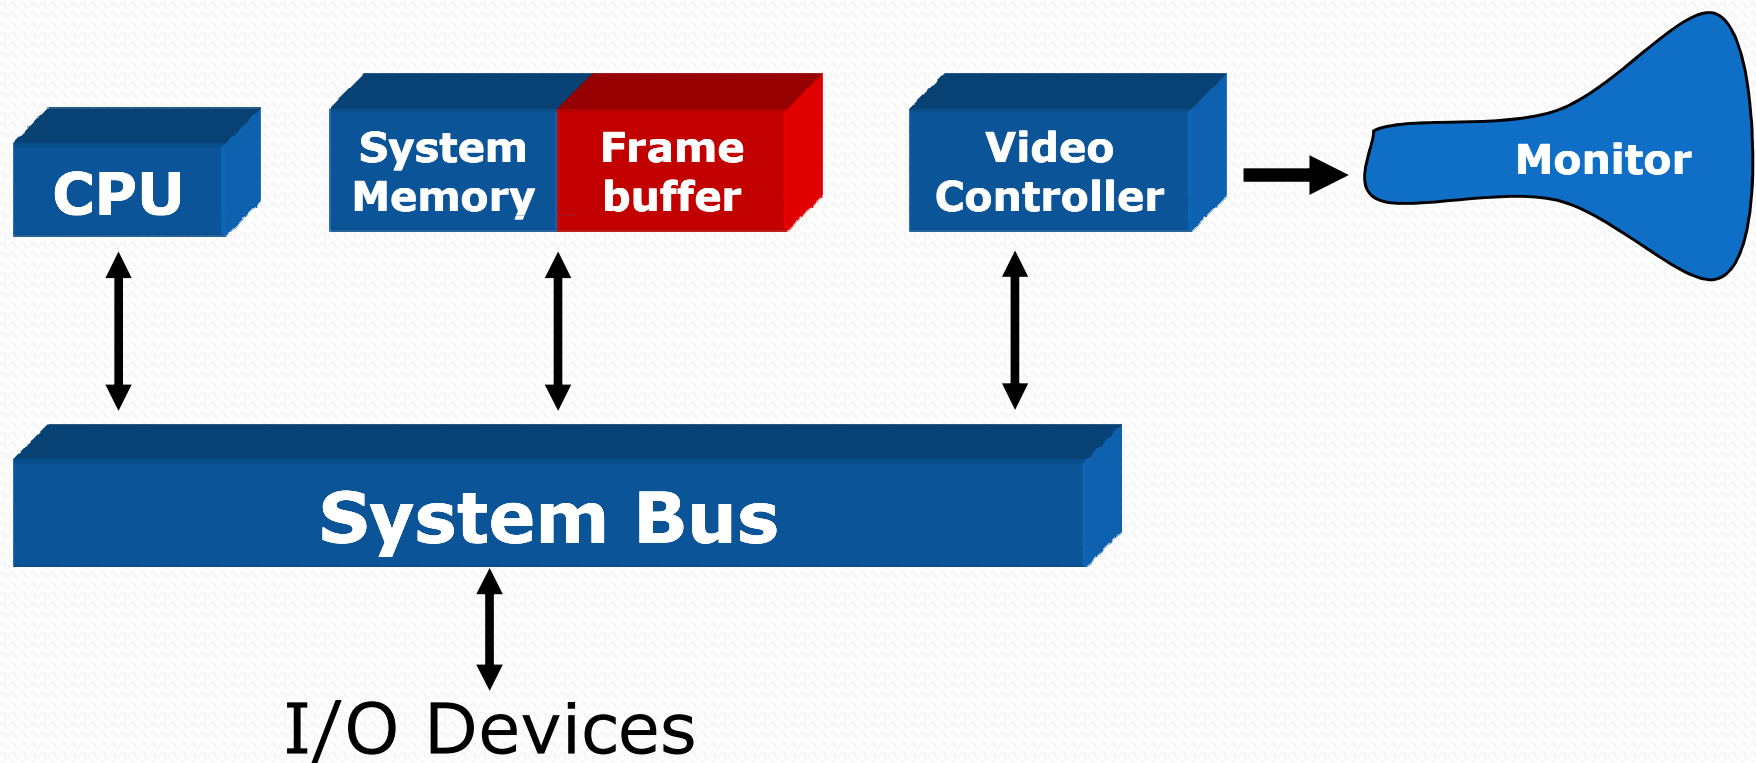 CPU
System
Memory
Frame
buffer
Video
Controller
Monitor
System Bus
I/O Devices